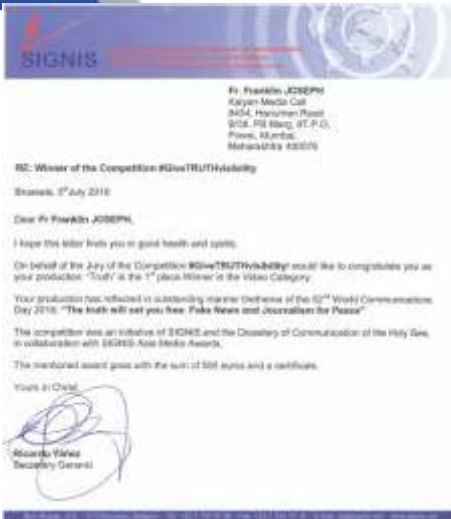 SIGNIS
Fr. Franklin JOSEPH
Kalyan Media Cell
Powai, Mumbai,
Maharashtra 400076
RE: Winner of the Competition #GiveTRUTHvisibility
Brussels, July 2018
Dear Fr Franklin JOSEPH,
I hope this letter finds you in good health and spirits.
On behalf of the Jury of the Competition #GiveTRUTHvisibility would like to congratulate you as
your production "Truth" is the 1st place Winner in the Video Category.
Your production has reflected in outstanding manner thetheme of the 52nd World Communications
Day 2018: "The truth will set you free. Fake News and Journalism for Peace"
The competition was an initiative of SIGNIS and the Dicastery of Communication of the Holy See,
in collaboration with SIGNIS Asia Media Awards.
The mentioned award goes with the sum of 500 euros and a certificate.
Yours in Christ
Ricardo Yánez
Secretary General